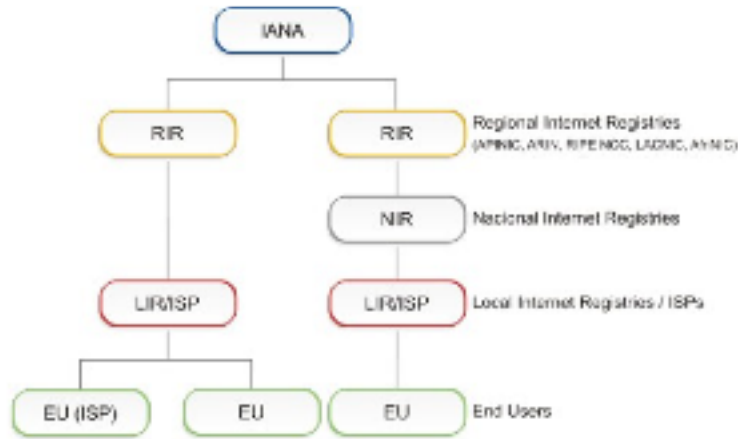 IANA
RIR
RIR
Regional Internet Registries
(APNIC, ARIN, RIPE NCC, LACNIC, AfriNIC)
NIR
Nacional Internet Registries
LIR/ISP
LIR/ISP
Local Internet Registries / ISPs
EU (ISP)
EU
EU
End Users